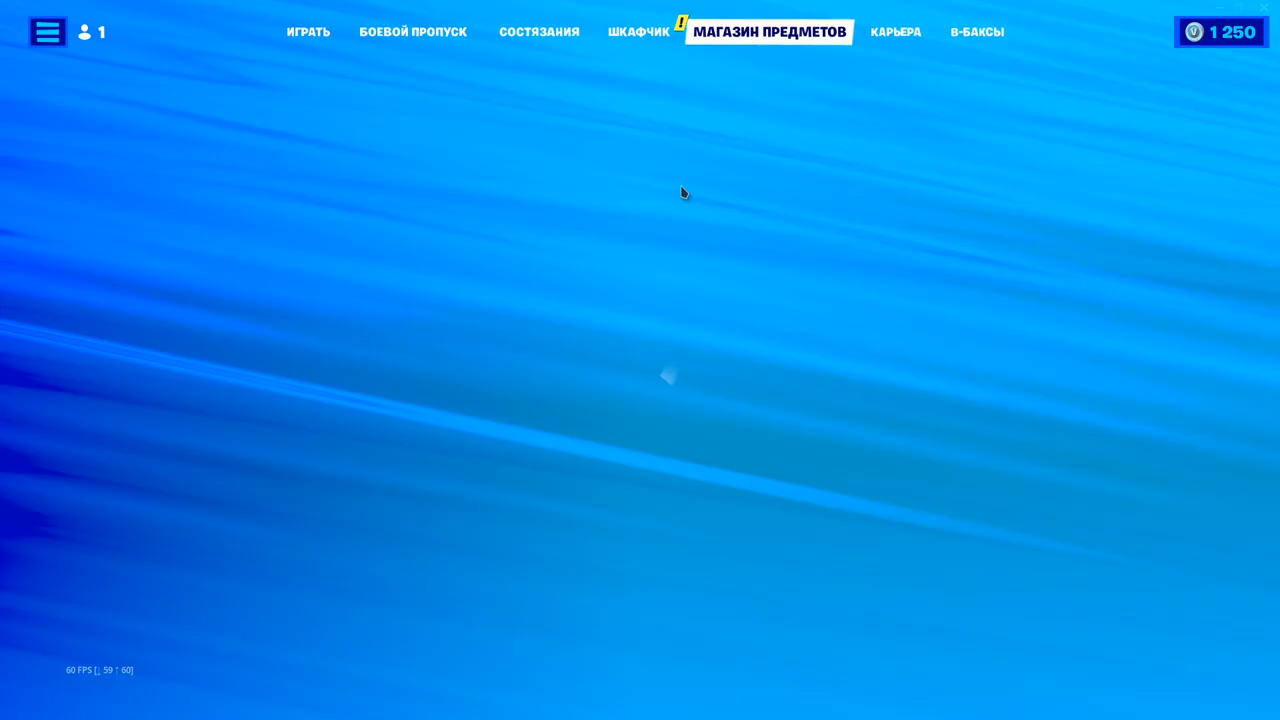 1
ИГРАТЬ
БОЕВОЙ ПРОПУСК
СОСТЯЗАНИЯ
ШКАФЧИК
!
МАГАЗИН ПРЕДМЕТОВ
КАРЬЕРА
В-БАКСЫ
V 1 250
60 FPS [↓ 59 ↑ 60]